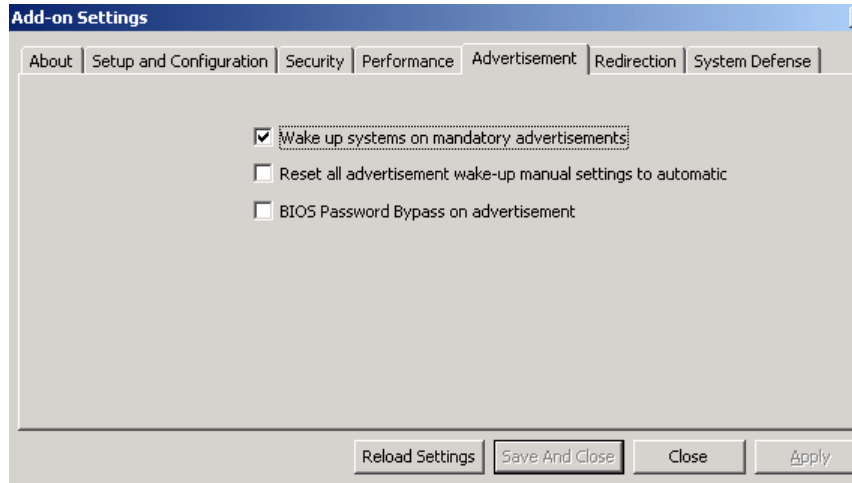 Add-on Settings
About Setup and Configuration Security Performance Advertisement Redirection System Defense
Wake up systems on mandatory advertisements
Reset all advertisement wake-up manual settings to automatic
BIOS Password Bypass on advertisement
Reload Settings Save And Close Close Apply